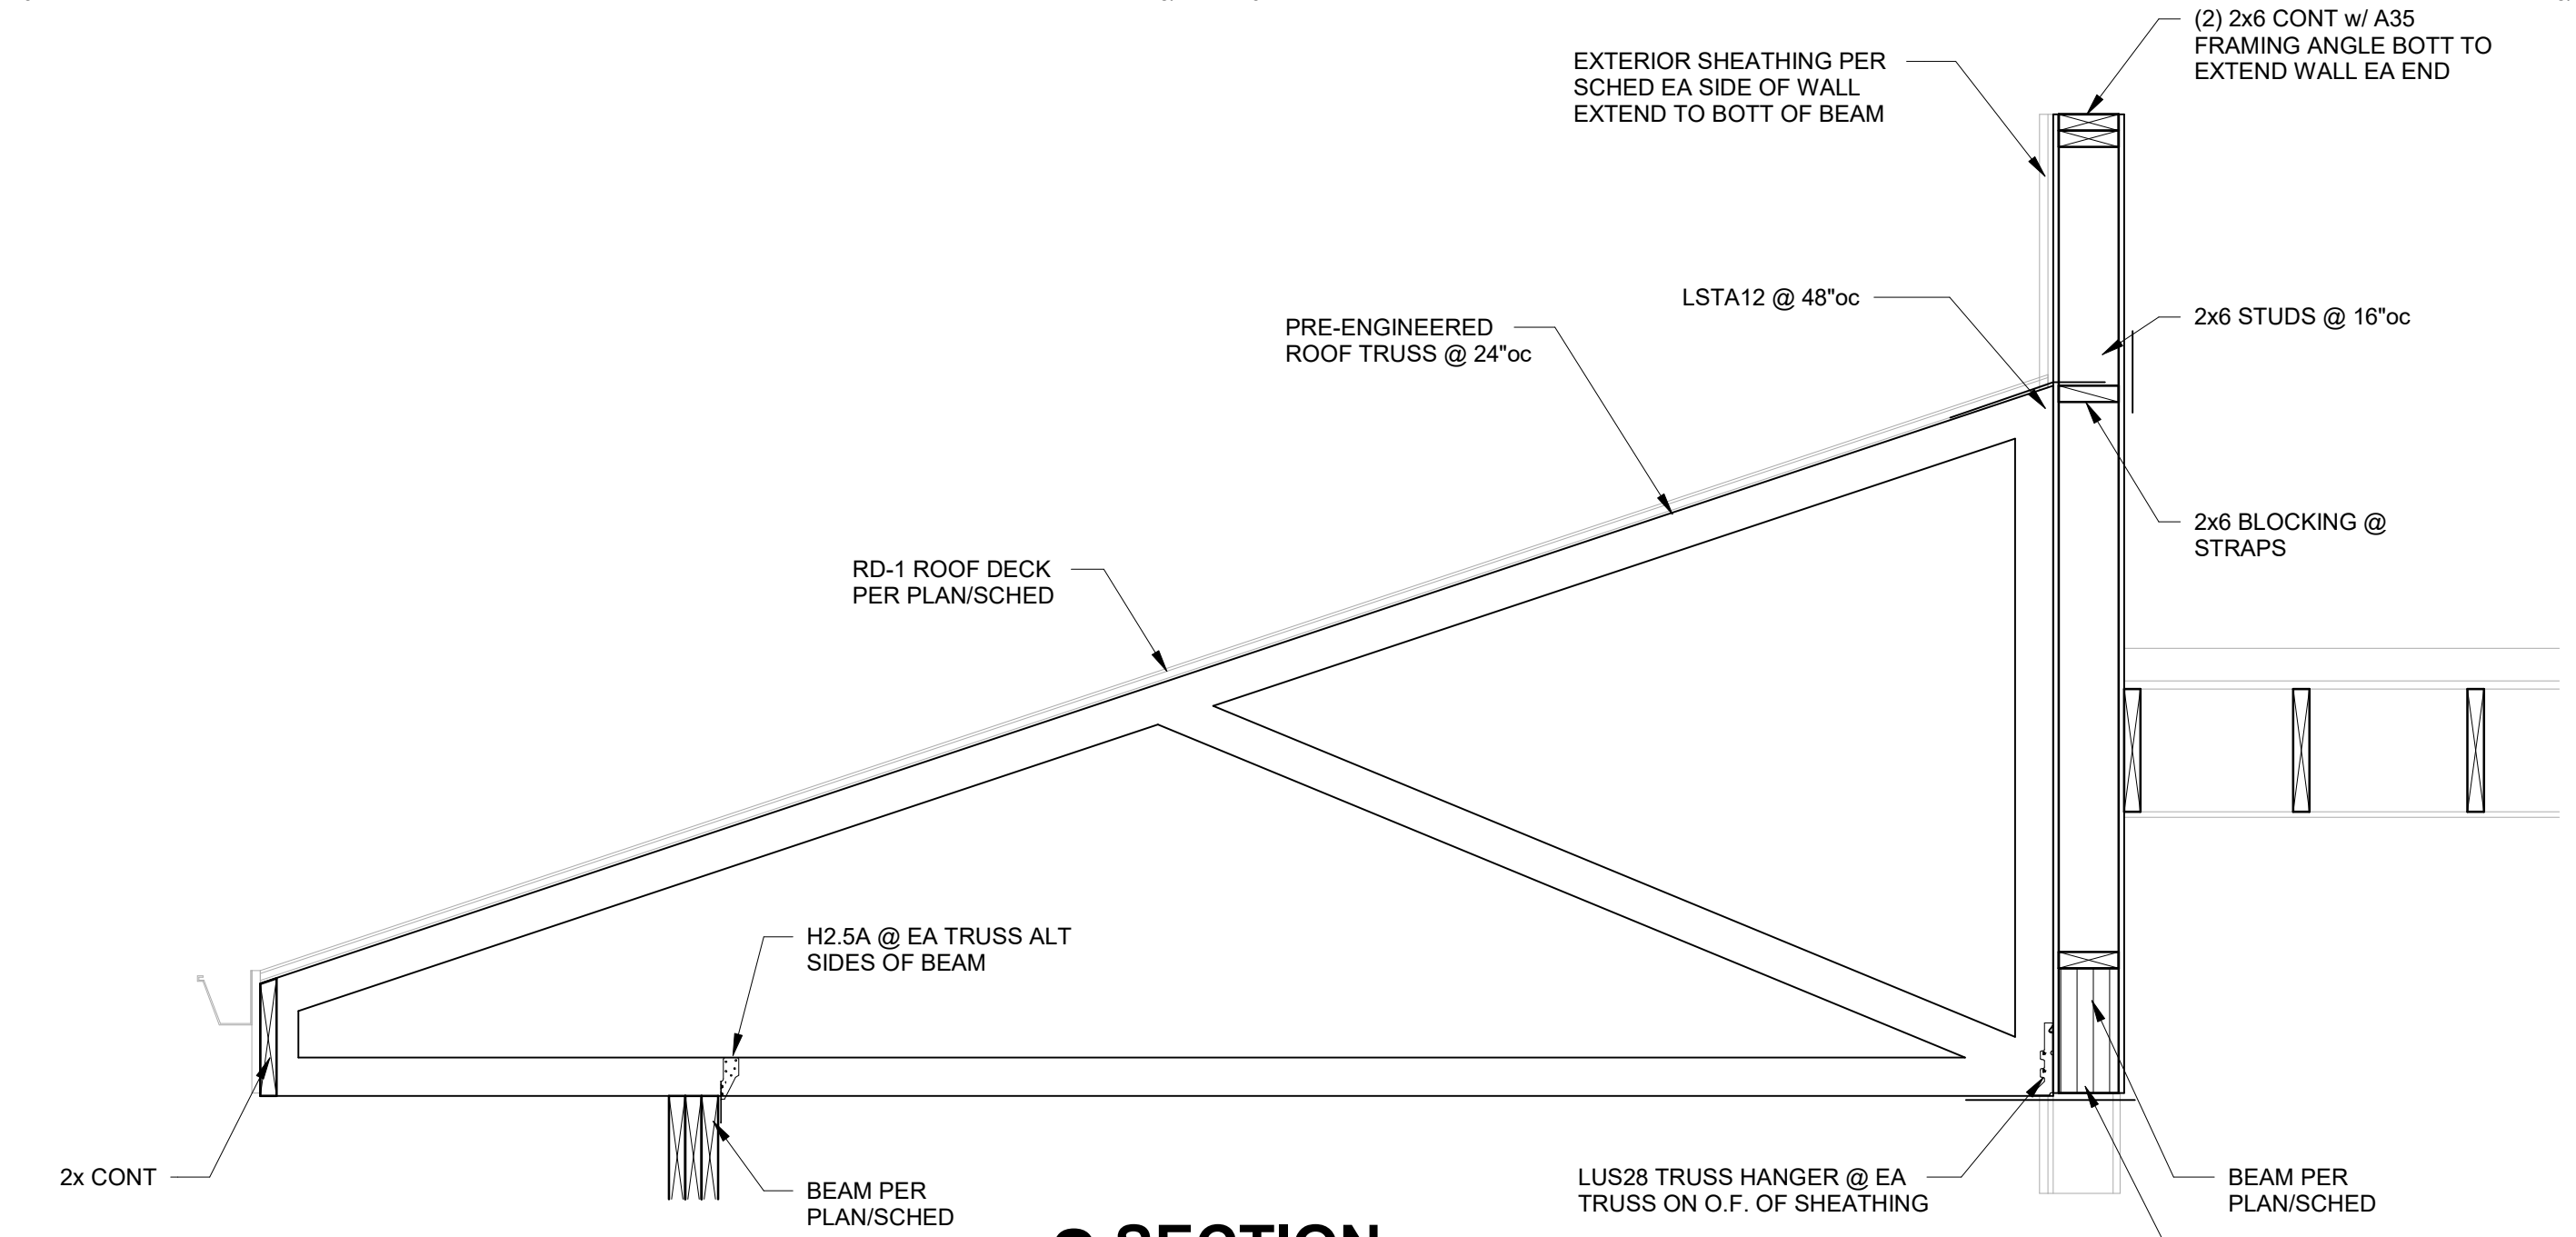 (2) 2x6 CONT w/ A35
FRAMING ANGLE BOTT TO
EXTEND WALL EA END
EXTERIOR SHEATHING PER
SCHED EA SIDE OF WALL
EXTEND TO BOTT OF BEAM
LSTA12 @ 48"oc
2x6 STUDS @ 16"oc
PRE-ENGINEERED
ROOF TRUSS @ 24"oc
2x6 BLOCKING @
STRAPS
RD-1 ROOF DECK
PER PLAN/SCHED
H2.5A @ EA TRUSS ALT
SIDES OF BEAM
2x CONT
BEAM PER
PLAN/SCHED
LUS28 TRUSS HANGER @ EA
TRUSS ON O.F. OF SHEATHING
BEAM PER
PLAN/SCHED
SECTION